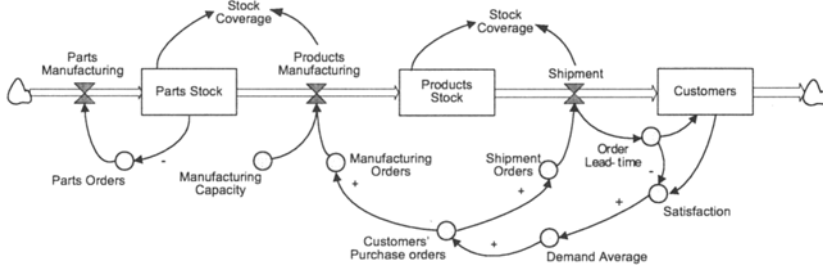 Stock
Coverage
Stock
Coverage
Parts
Manufacturing
Products
Manufacturing
Shipment
Parts Stock
Products
Stock
Customers
Order
Lead-time
-
-
Parts Orders
Manufacturing
Capacity
Manufacturing
Orders
Shipment
Orders
+
+
+
Satisfaction
Customers'
Purchase orders
+
Demand Average